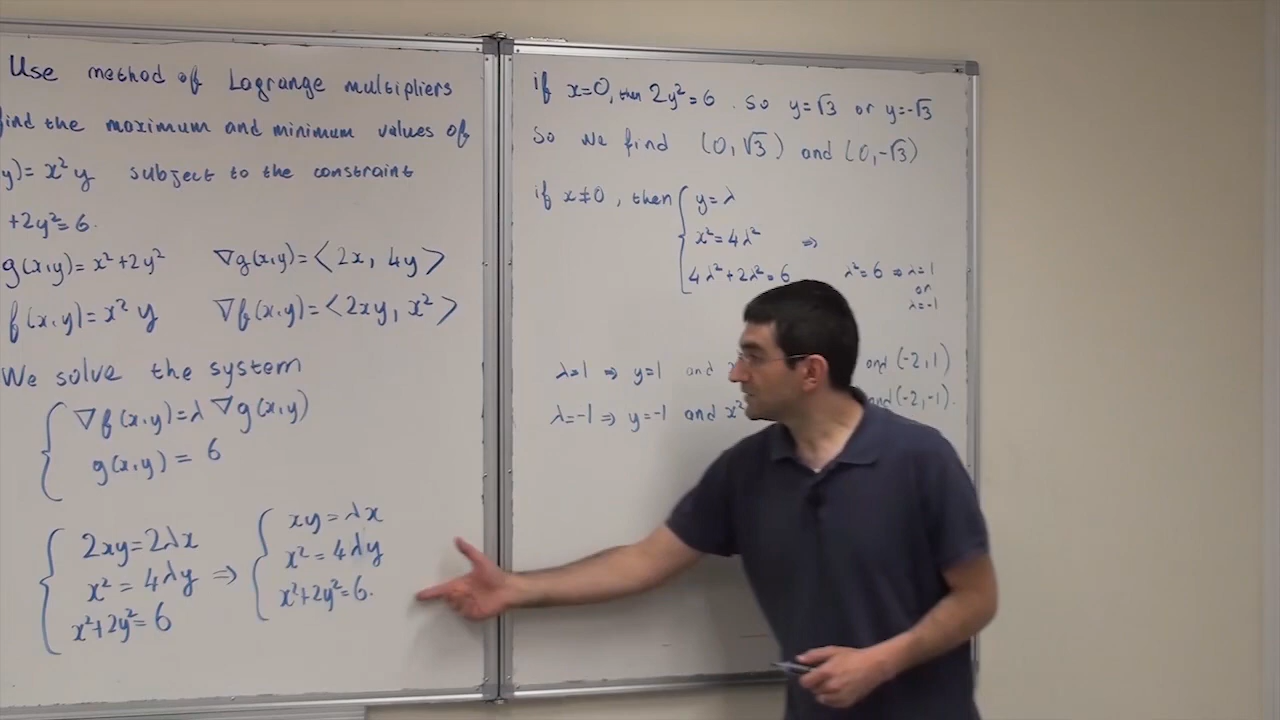 Use method of Lagrange multipliers
find the maximum and minimum values of
y)= x² y subject to the constraint
+2y²=6.
g(x,y)= x²+2y² ∇g(x,y)=<2x, 4y>
f(x,y)= x² y ∇f(x,y)=<2xy, x²>
We solve the system
{ ∇f(x,y)=λ ∇g(x,y)
g(x,y) = 6
{ 2xy=2λx
x² = 4λy ⇒
x²+2y²= 6
{ xy=λx
x² = 4λy
x²+2y²=6.
if x=0, then 2y²=6. so y=√3 or y=-√3
So we find (0,√3) and (0,-√3)
if x≠0, then { y=λ
x²=4λ² ⇒
4λ²+2λ²=6
λ²=6 ⇒ λ=1
or
λ=-1
λ=1 ⇒ y=1 and and (-2,1)
λ=-1 ⇒ y=-1 and x² and (-2,-1).